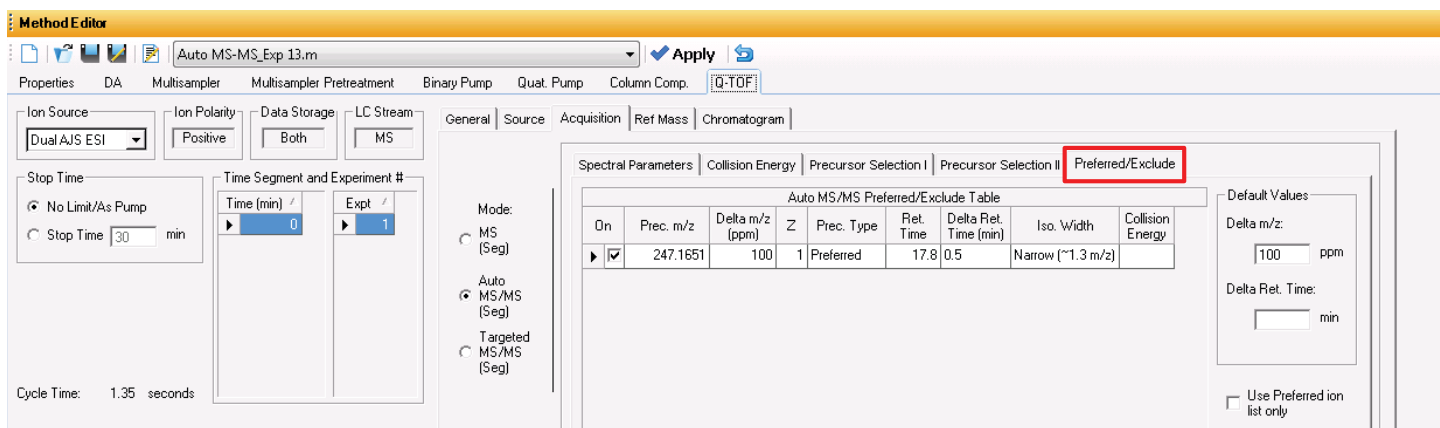 Method Editor
Auto MS-MS_Exp 13.m
Apply
Properties DA Multisampler Multisampler Pretreatment Binary Pump Quat. Pump Column Comp. Q-TOF
Ion Source
Dual AJS ESI
Ion Polarity
Positive
Data Storage
Both
LC Stream
MS
Stop Time
No Limit/As Pump
Stop Time 30 min
Time Segment and Experiment #
Time (min) Expt
0 1
Cycle Time: 1.35 seconds
General Source Acquisition Ref Mass Chromatogram
Mode:
MS
(Seg)
Auto
MS/MS
(Seg)
Targeted
MS/MS
(Seg)
Spectral Parameters Collision Energy Precursor Selection I Precursor Selection II Preferred/Exclude
Auto MS/MS Preferred/Exclude Table
On Prec. m/z Delta m/z (ppm) Z Prec. Type Ret. Time Delta Ret. Time (min) Iso. Width Collision Energy
247.1651 100 1 Preferred 17.8 0.5 Narrow (~1.3 m/z)
Default Values
Delta m/z:
100 ppm
Delta Ret. Time:
min
Use Preferred ion
list only